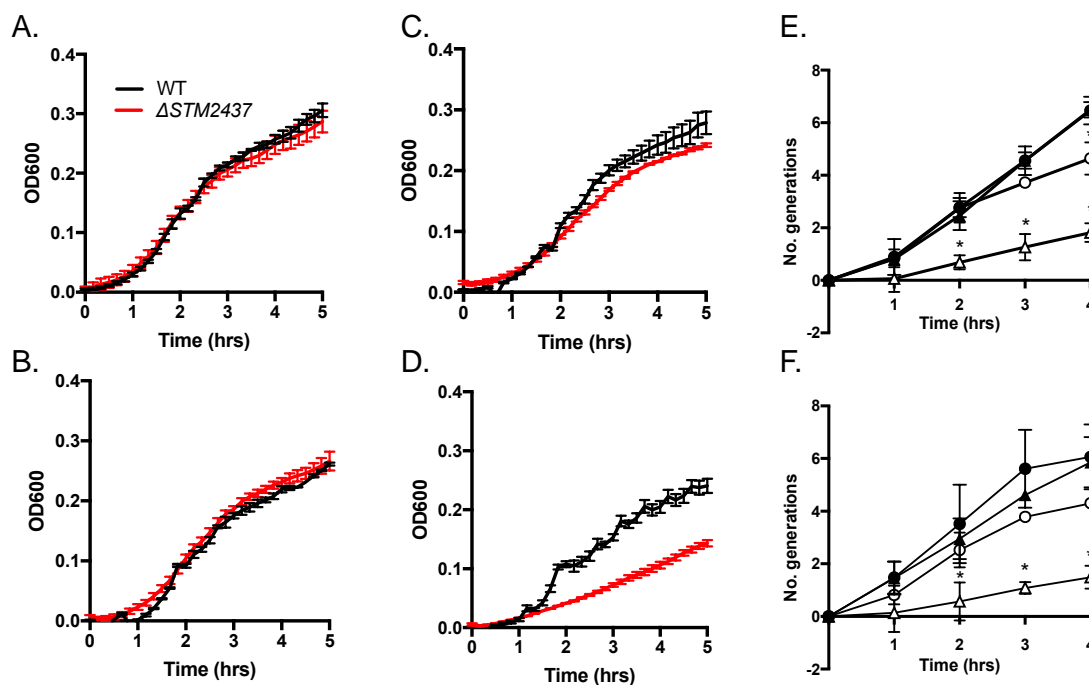 A.
0.4
0.3
0.2
0.1
0.0
OD600
WT
ΔSTM2437
0 1 2 3 4 5
Time (hrs)
C.
0.4
0.3
0.2
0.1
0.0
OD600
0 1 2 3 4 5
Time (hrs)
E.
8
6
4
2
0
-2
No. generations
* *
1 2 3 4
Time (hrs)
B.
0.4
0.3
0.2
0.1
0.0
OD600
0 1 2 3 4 5
Time (hrs)
D.
0.4
0.3
0.2
0.1
0.0
OD600
0 1 2 3 4 5
Time (hrs)
F.
8
6
4
2
0
-2
No. generations
* *
1 2 3 4
Time (hrs)